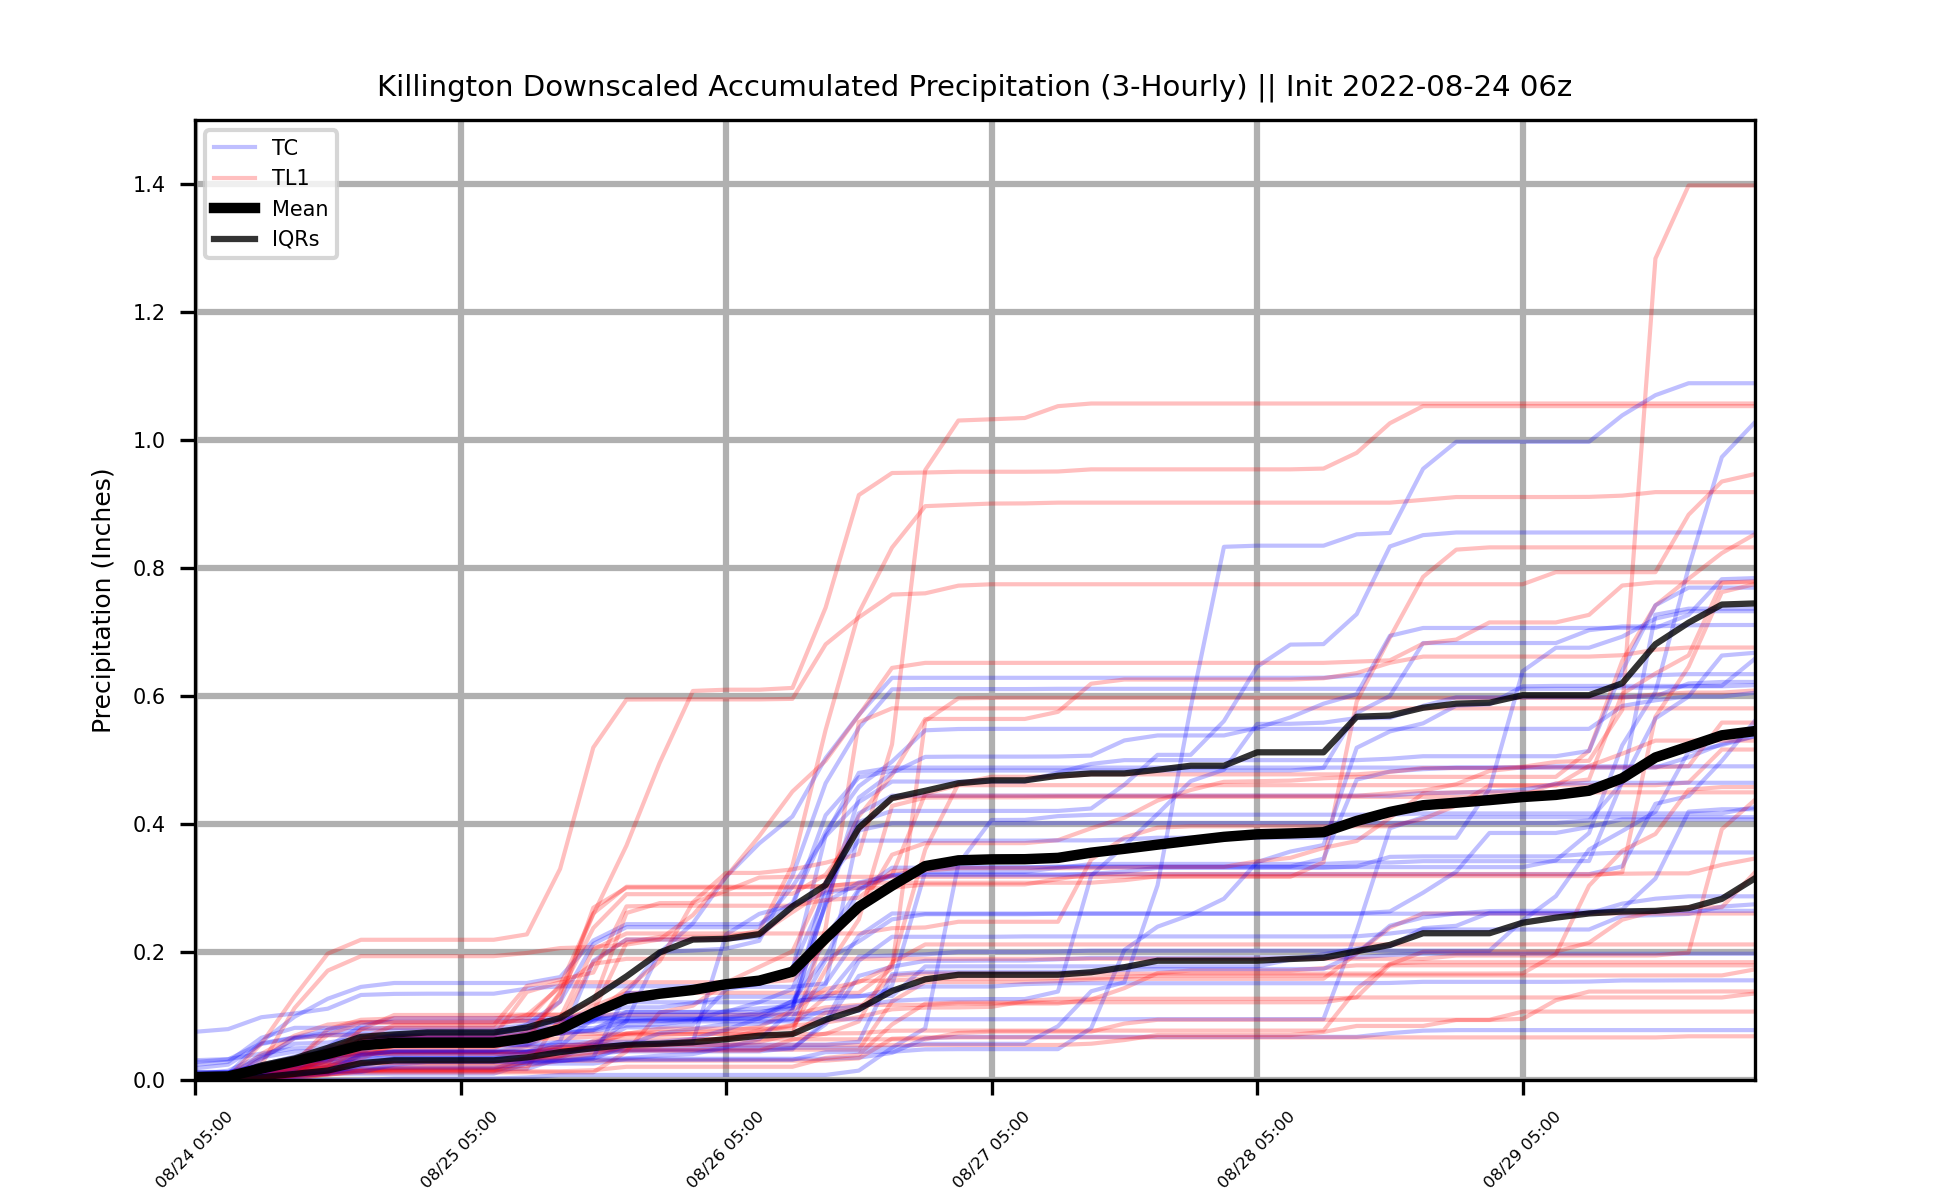 Killington Downscaled Accumulated Precipitation (3-Hourly) || Init 2022-08-24 06z
TC
TL1
Mean
IQRs
Precipitation (Inches)
1.4
1.2
1.0
0.8
0.6
0.4
0.2
0.0
08/24 05:00
08/25 05:00
08/26 05:00
08/27 05:00
08/28 05:00
08/29 05:00